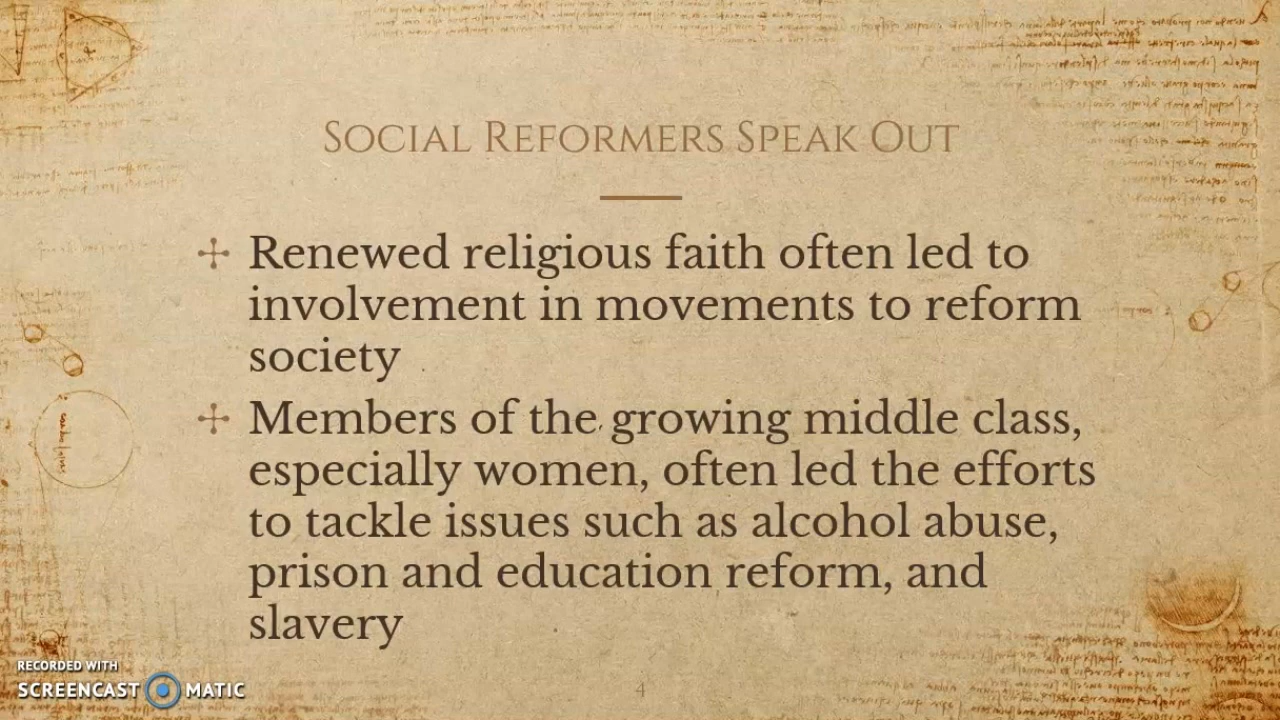 Social Reformers Speak Out
Renewed religious faith often led to
involvement in movements to reform
society
Members of the growing middle class,
especially women, often led the efforts
to tackle issues such as alcohol abuse,
prison and education reform, and
slavery
RECORDED WITH
SCREENCAST MATIC
4